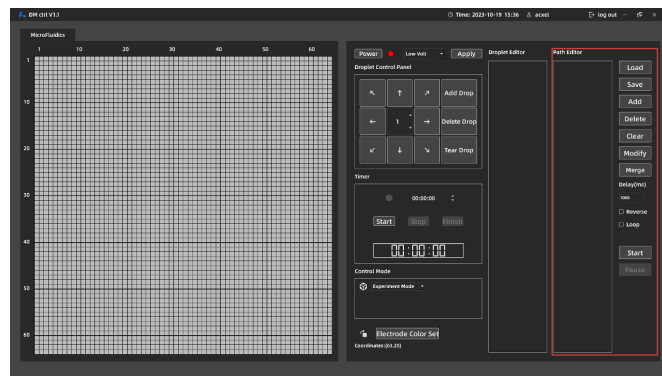 DM ctrl V1.1
Time: 2023-10-19 15:36 acxel log out
MicroFluidics
1 10 20 30 40 50 60
1
10
20
30
40
50
60
Power Low Volt Apply
Droplet Control Panel
Add Drop
1 Delete Drop
Tear Drop
Timer
00:00:00
Start Stop Finish
00:00:00
Control Mode
Experiment Mode
Electrode Color Set
Coordinates:(63,25)
Droplet Editor
Path Editor
Load
Save
Add
Delete
Clear
Modify
Merge
Delay(ms)
1000
Reverse
Loop
Start
Pause